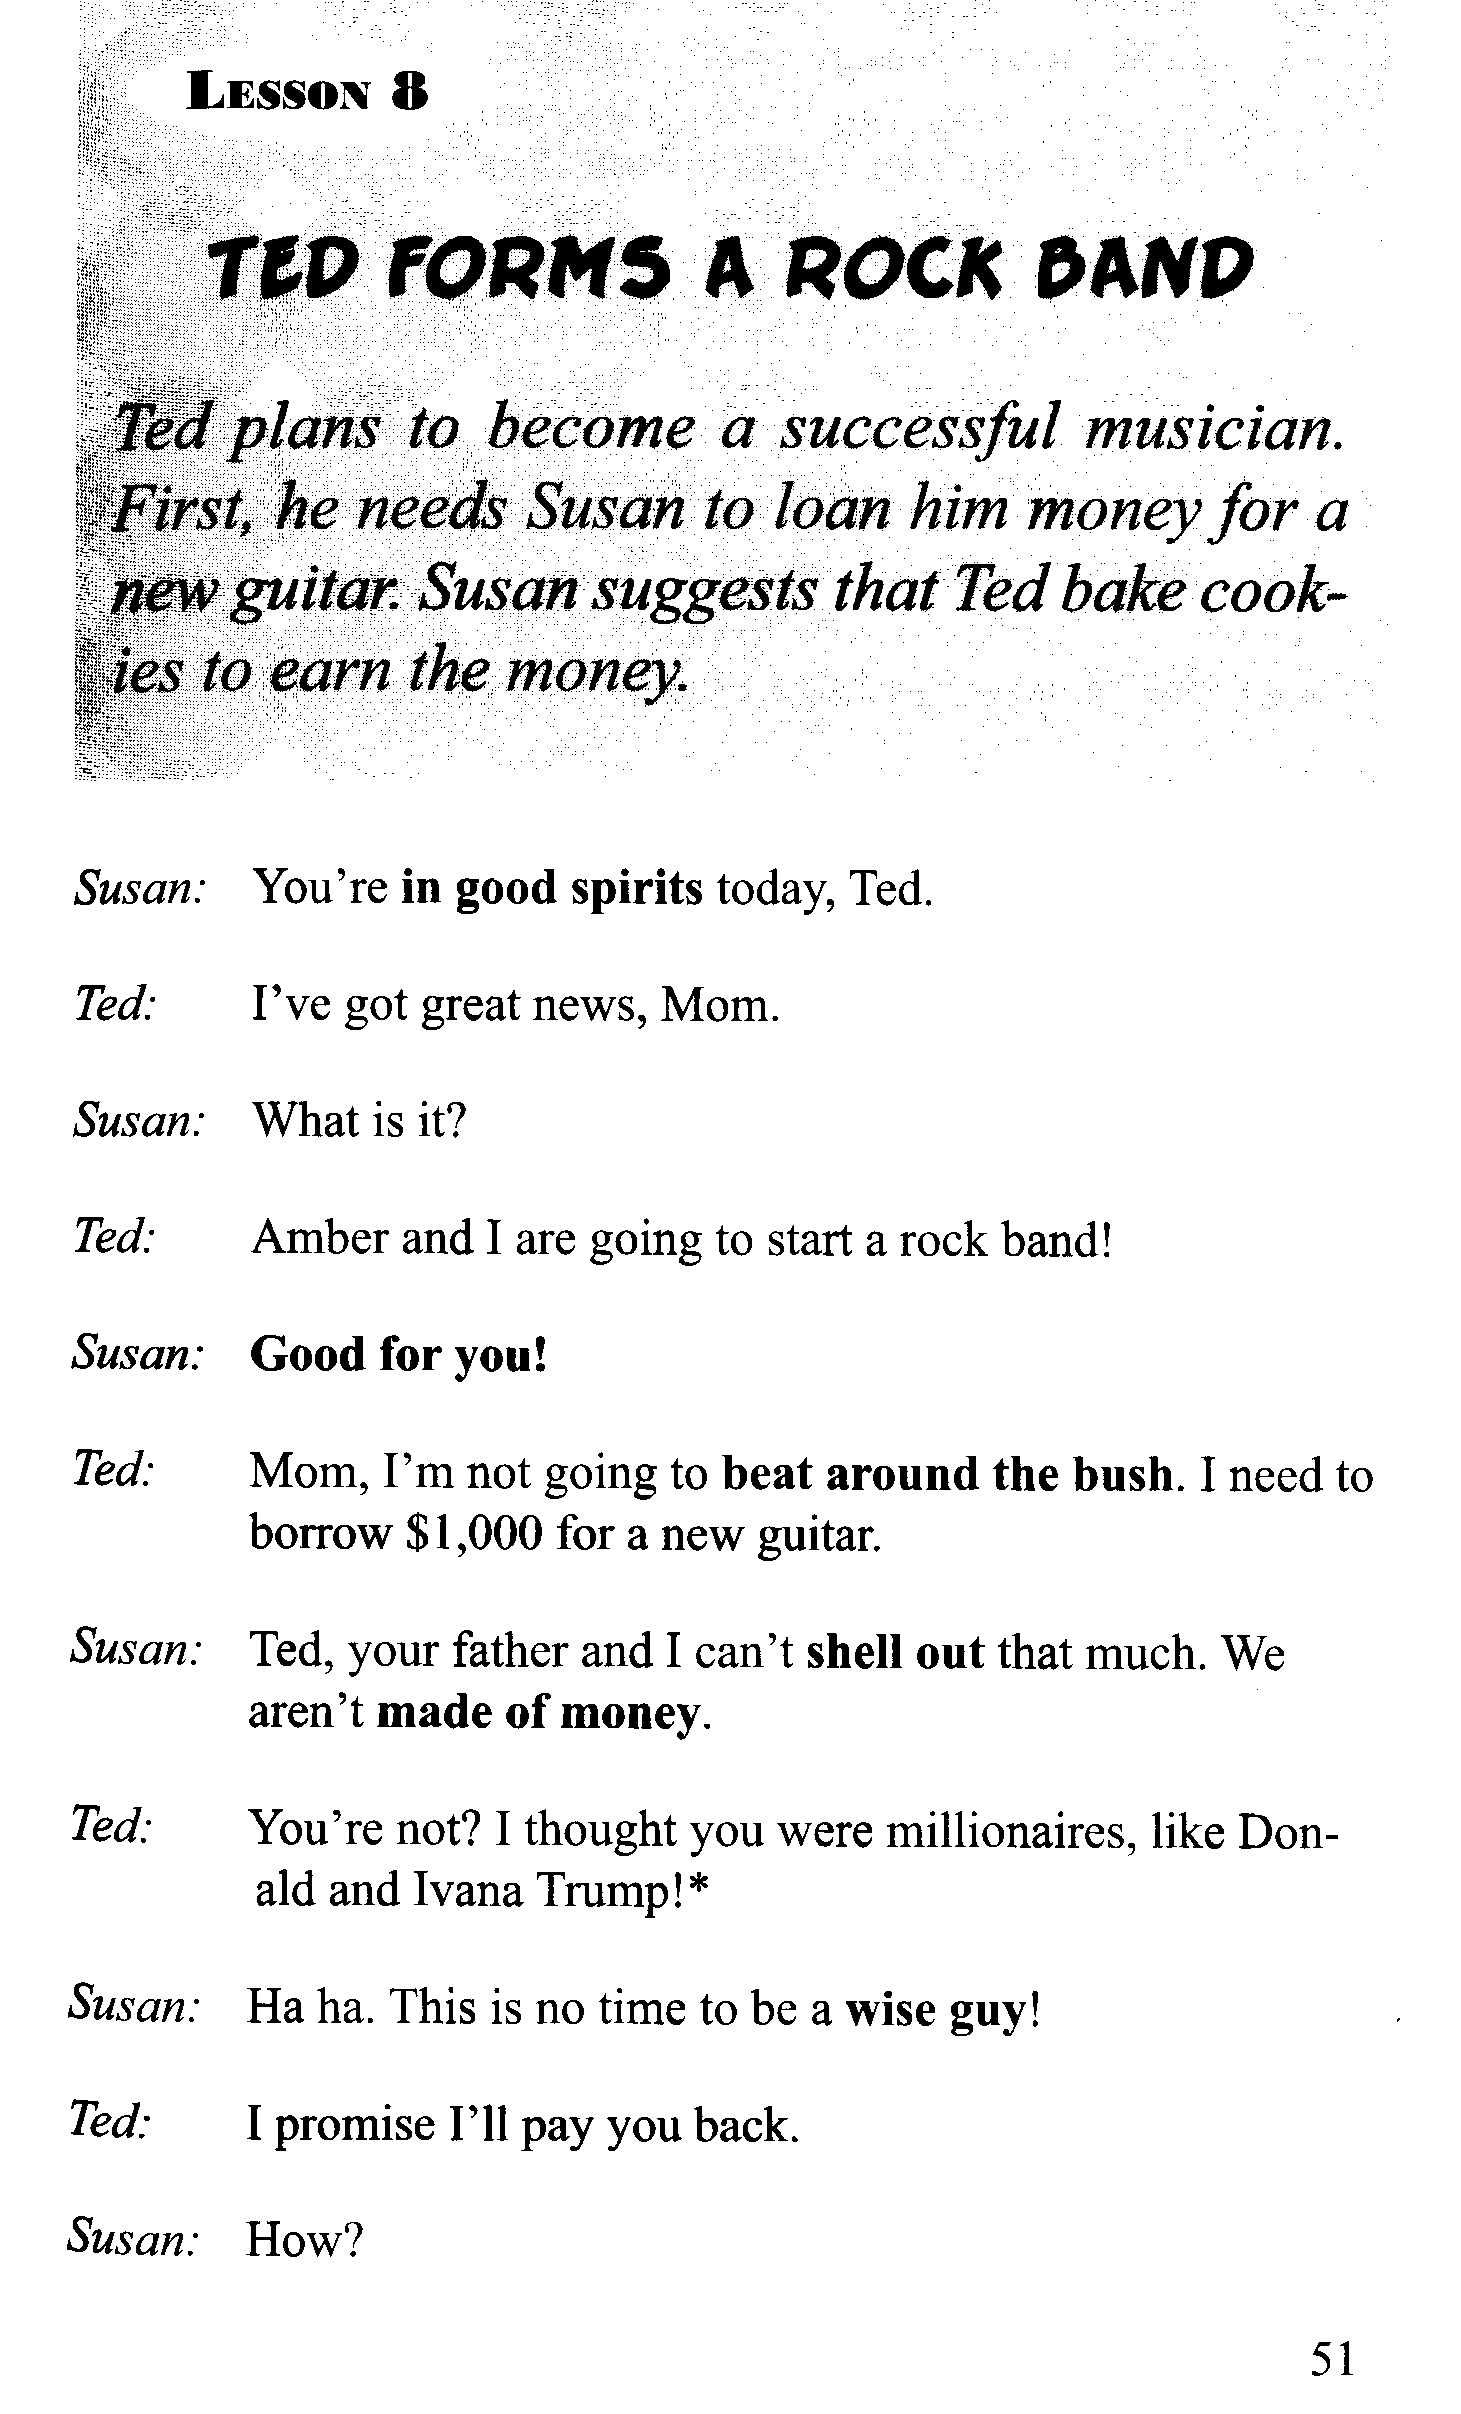 LESSON 8
TED FORMS A ROCK BAND
Ted plans to become a successful musician.
First, he needs Susan to loan him money for a
new guitar. Susan suggests that Ted bake cook-
ies to earn the money.
Susan: You're in good spirits today, Ted.
Ted: I've got great news, Mom.
Susan: What is it?
Ted: Amber and I are going to start a rock band!
Susan: Good for you!
Ted: Mom, I'm not going to beat around the bush. I need to
borrow $1,000 for a new guitar.
Susan: Ted, your father and I can't shell out that much. We
aren't made of money.
Ted: You're not? I thought you were millionaires, like Don-
ald and Ivana Trump!*
Susan: Ha ha. This is no time to be a wise guy!
Ted: I promise I'll pay you back.
Susan: How?
51